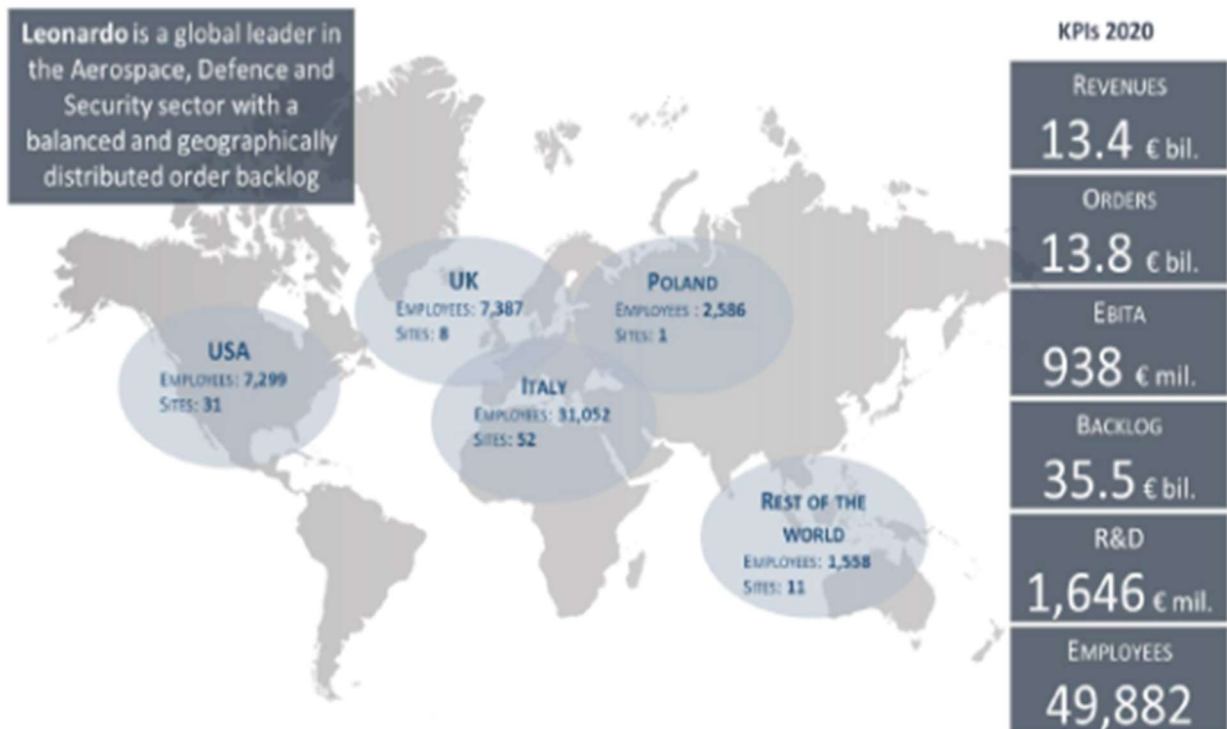 Leonardo is a global leader in
the Aerospace, Defence and
Security sector with a
balanced and geographically
distributed order backlog
KPIs 2020
REVENUES
13.4 € bil.
ORDERS
13.8 € bil.
EBITA
938 € mil.
BACKLOG
35.5 € bil.
R&D
1,646 € mil.
EMPLOYEES
49,882
UK
EMPLOYEES: 7,387
SITES: 8
POLAND
EMPLOYEES : 2,586
SITES: 1
USA
EMPLOYEES: 7,299
SITES: 31
ITALY
EMPLOYEES: 31,052
SITES: 52
REST OF THE
WORLD
EMPLOYEES: 1,558
SITES: 11